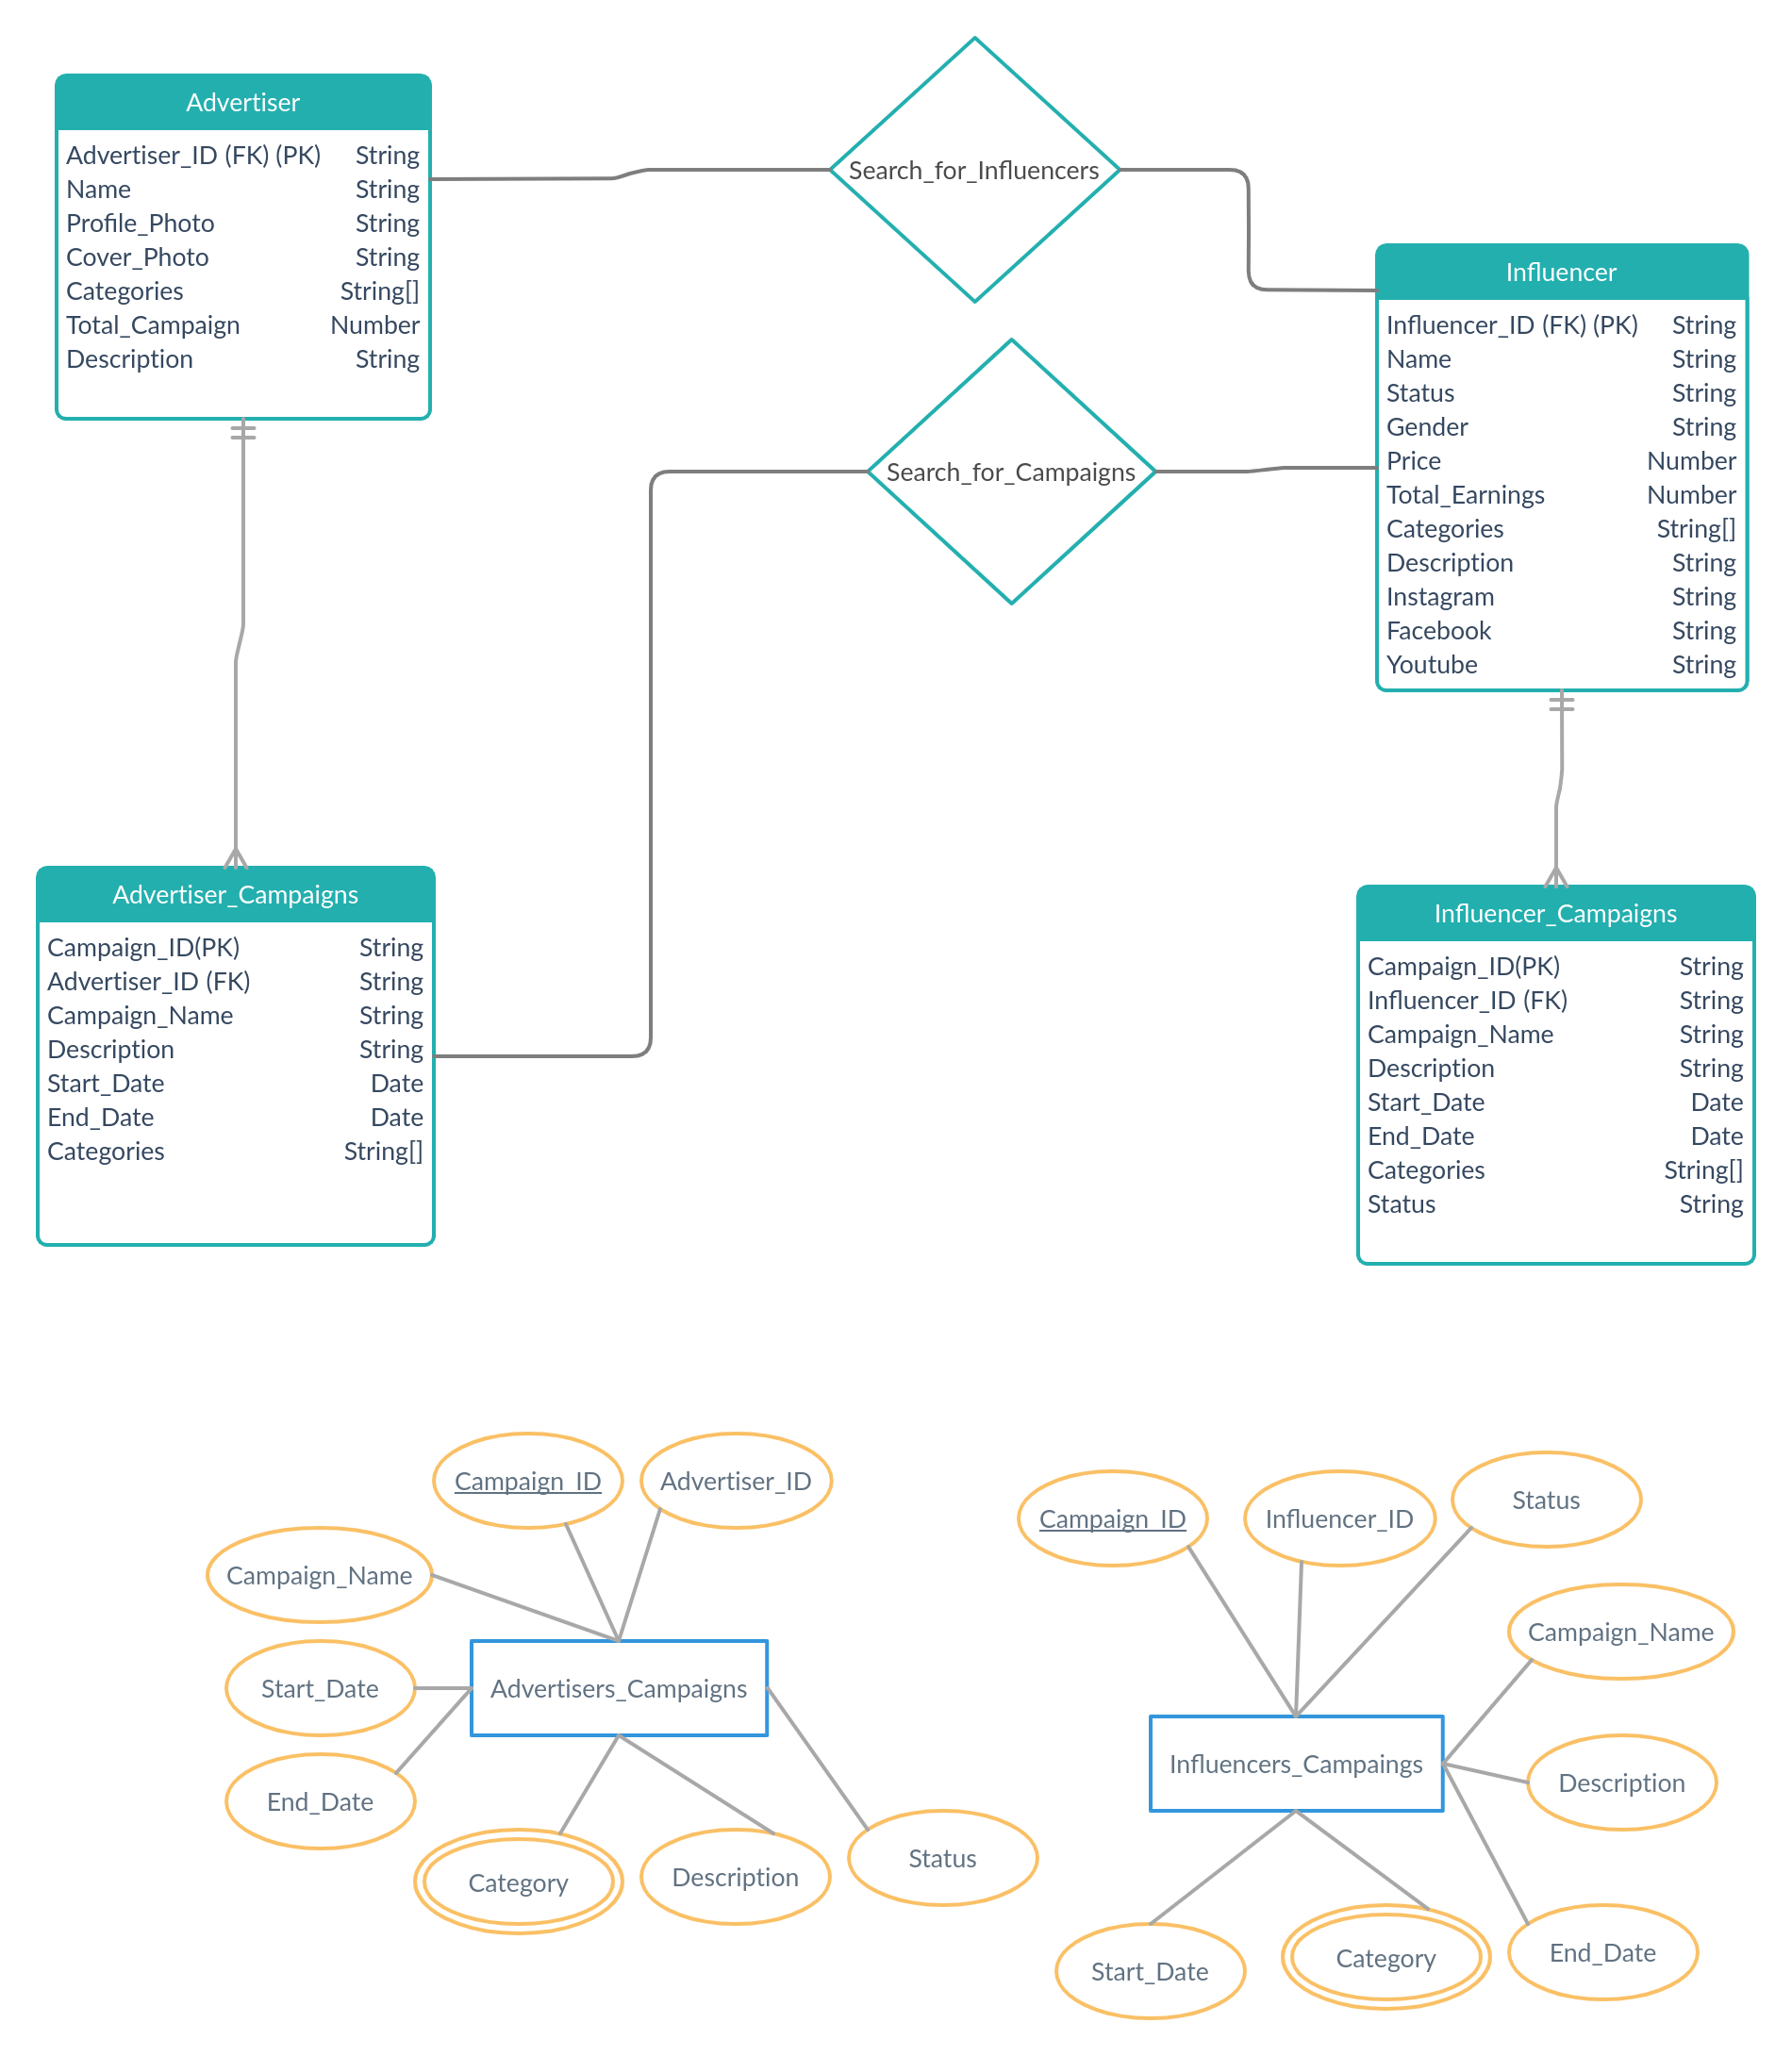 Advertiser
Advertiser_ID (FK) (PK) String
Name String
Profile_Photo String
Cover_Photo String
Categories String[]
Total_Campaign Number
Description String
Search_for_Influencers
Influencer
Influencer_ID (FK) (PK) String
Name String
Status String
Gender String
Price Number
Total_Earnings Number
Categories String[]
Description String
Instagram String
Facebook String
Youtube String
Search_for_Campaigns
Advertiser_Campaigns
Campaign_ID(PK) String
Advertiser_ID (FK) String
Campaign_Name String
Description String
Start_Date Date
End_Date Date
Categories String[]
Influencer_Campaigns
Campaign_ID(PK) String
Influencer_ID (FK) String
Campaign_Name String
Description String
Start_Date Date
End_Date Date
Categories String[]
Status String
Campaign_ID
Advertiser_ID
Campaign_Name
Start_Date
Advertisers_Campaigns
End_Date
Category
Description
Status
Campaign_ID
Influencer_ID
Status
Campaign_Name
Influencers_Campaings
Description
Start_Date
Category
End_Date